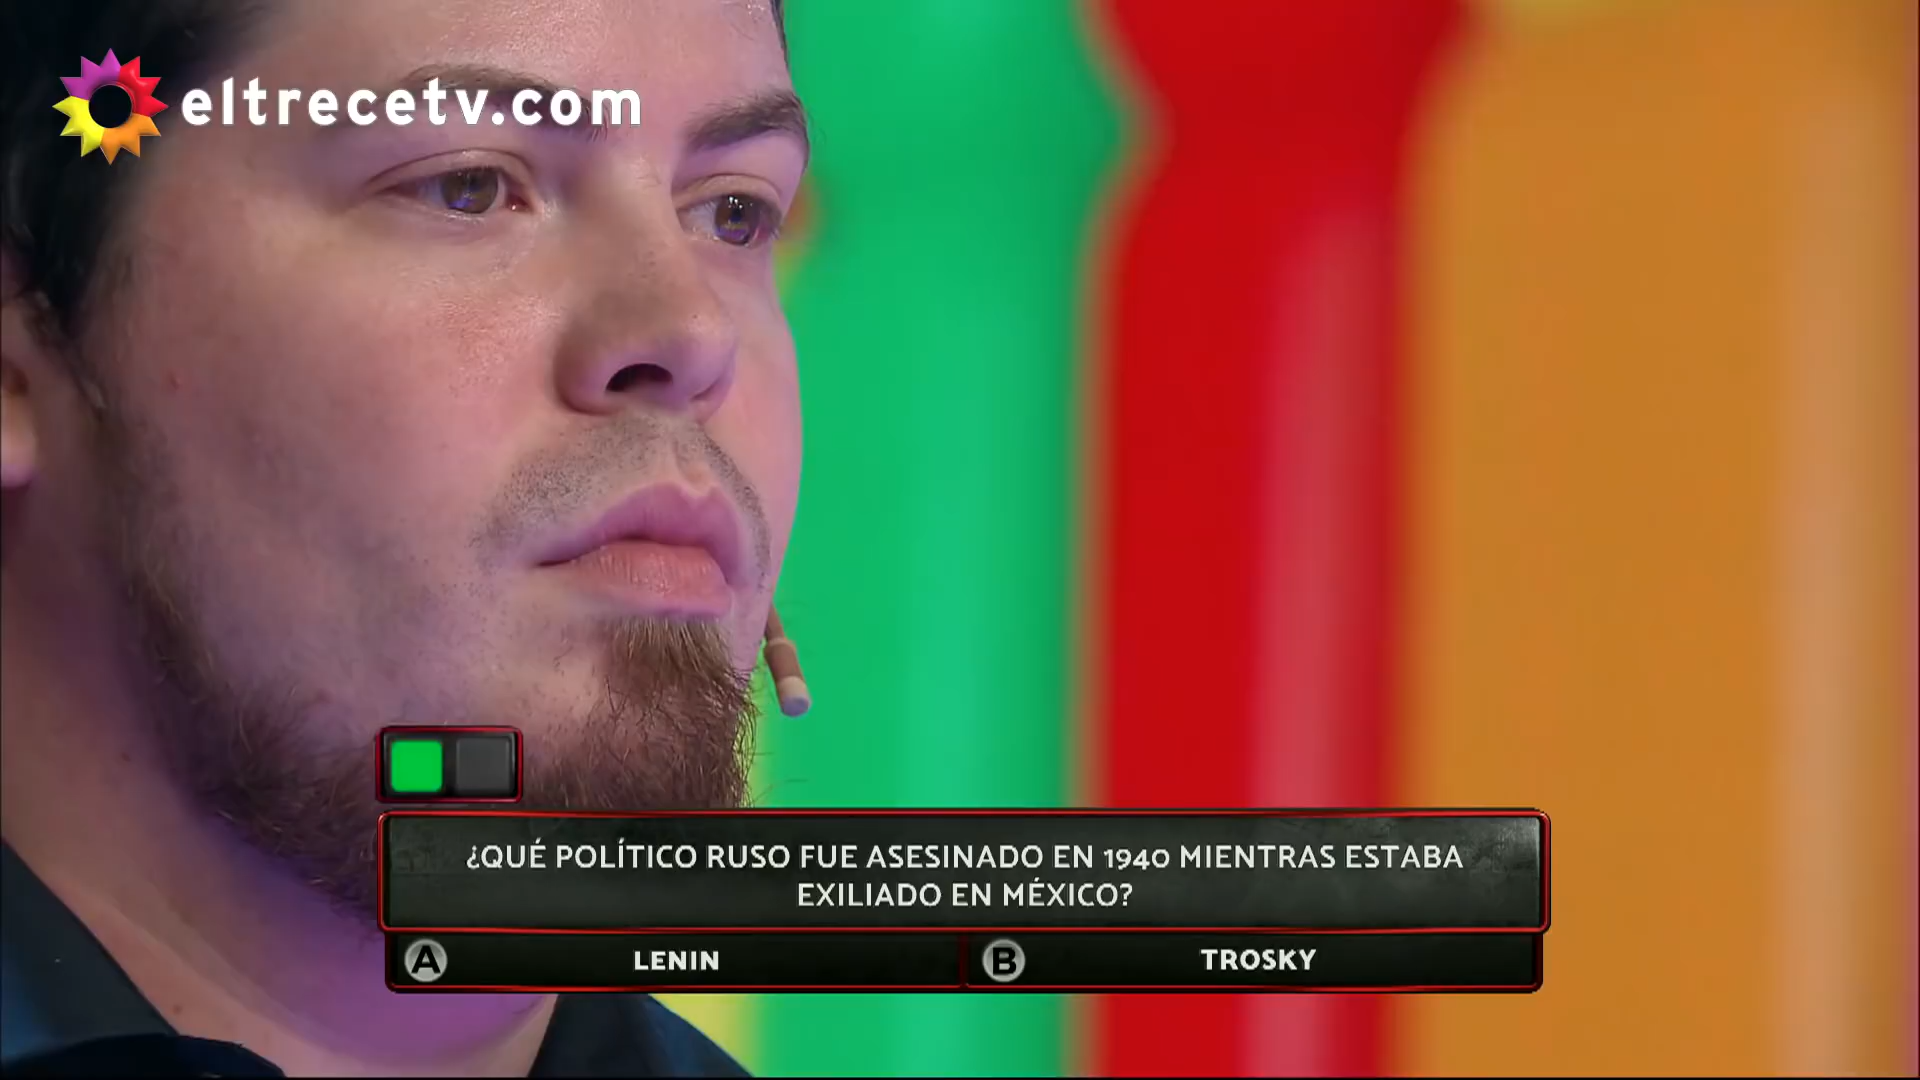 eltrecetv.com
¿QUÉ POLÍTICO RUSO FUE ASESINADO EN 1940 MIENTRAS ESTABA
EXILIADO EN MÉXICO?
A LENIN
B TROSKY